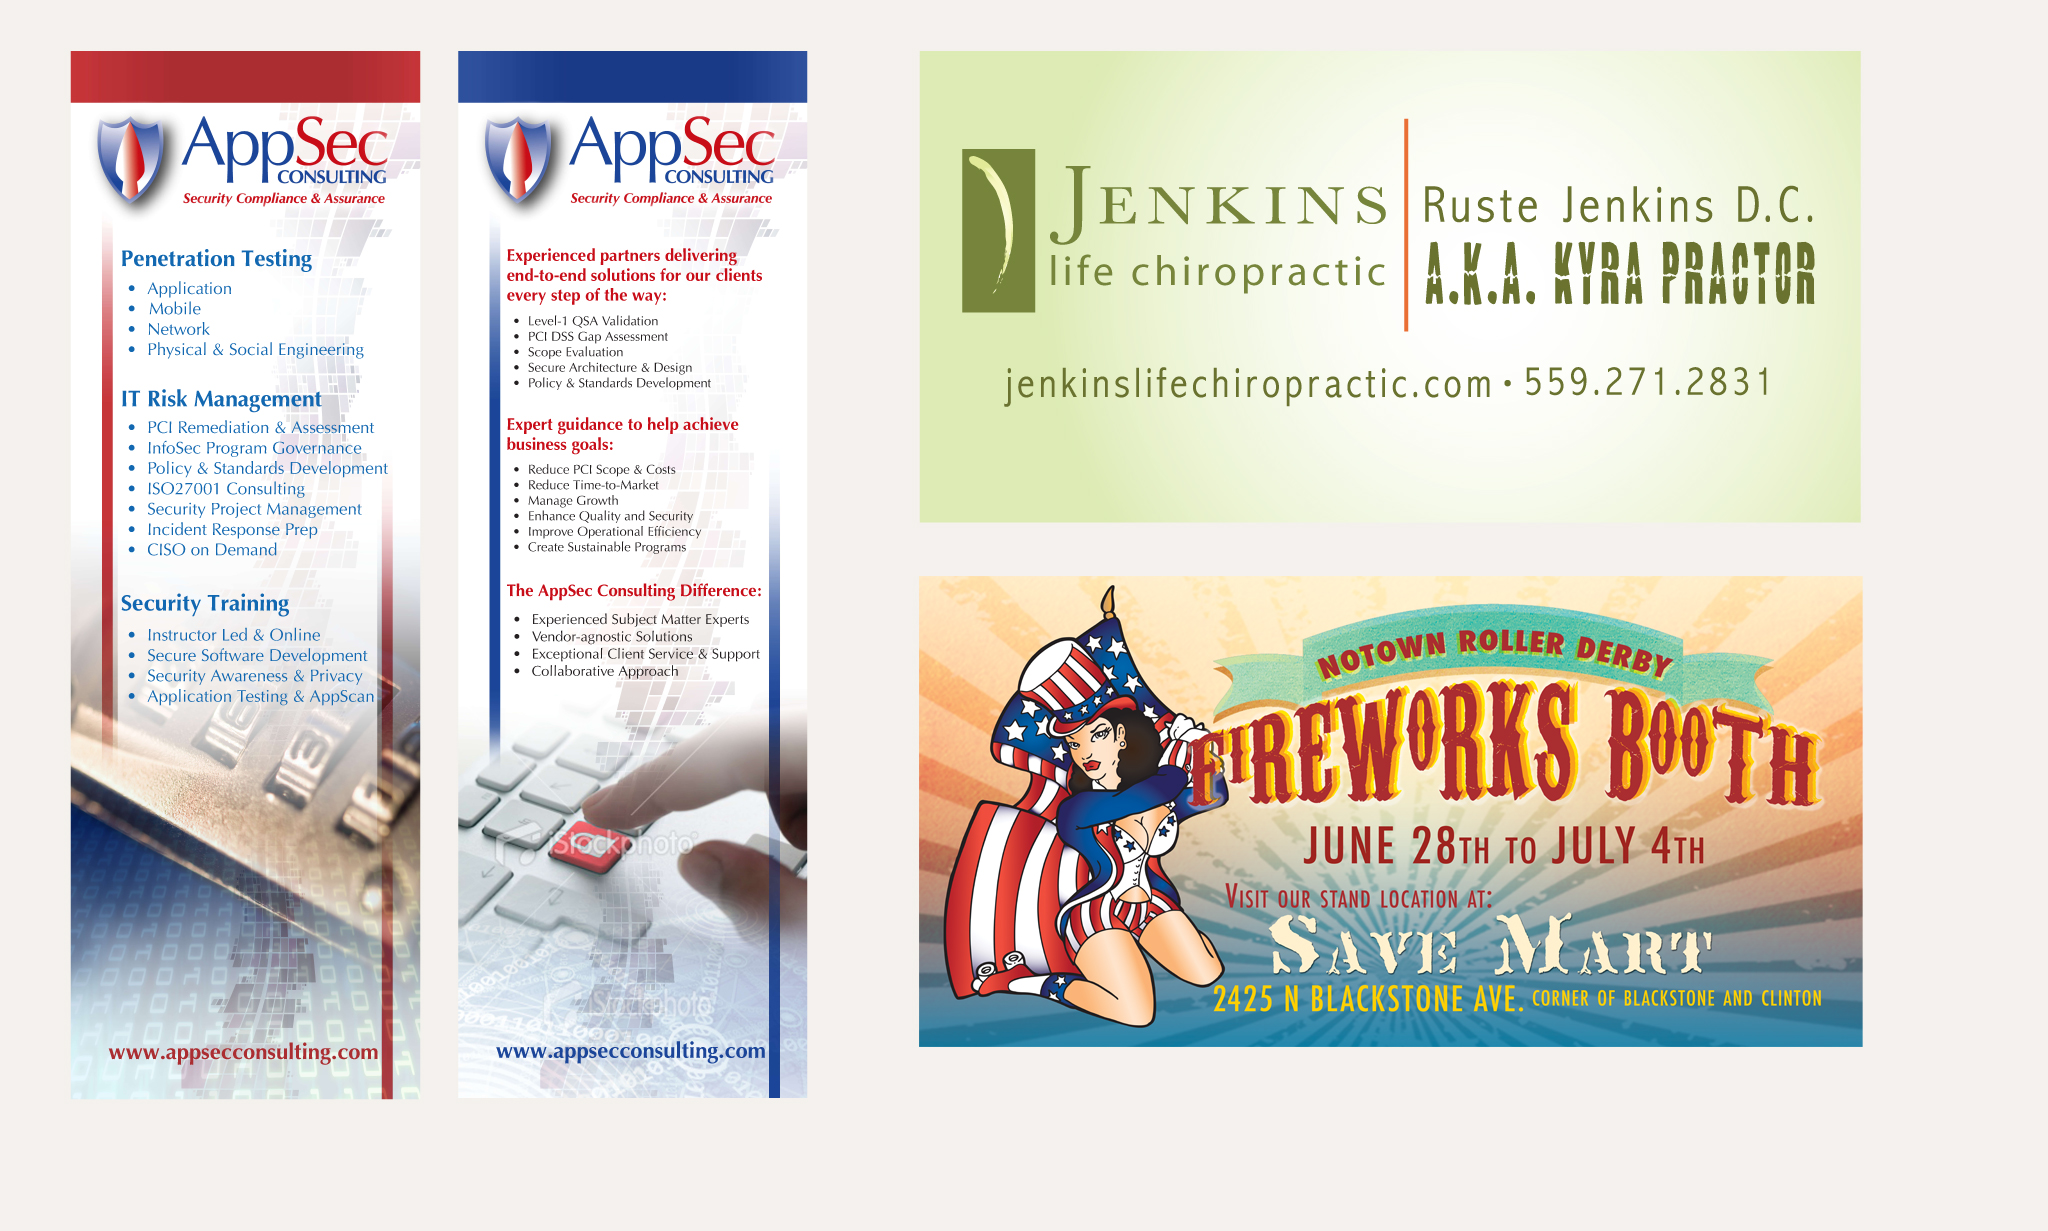 AppSec
CONSULTING
Security Compliance & Assurance
Penetration Testing
• Application
• Mobile
• Network
• Physical & Social Engineering
IT Risk Management
• PCI Remediation & Assessment
• InfoSec Program Governance
• Policy & Standards Development
• ISO27001 Consulting
• Security Project Management
• Incident Response Prep
• CISO on Demand
Security Training
• Instructor Led & Online
• Secure Software Development
• Security Awareness & Privacy
• Application Testing & AppScan
www.appsecconsulting.com
AppSec
CONSULTING
Security Compliance & Assurance
Experienced partners delivering
end-to-end solutions for our clients
every step of the way:
• Level-1 QSA Validation
• PCI DSS Gap Assessment
• Scope Evaluation
• Secure Architecture & Design
• Policy & Standards Development
Expert guidance to help achieve
business goals:
• Reduce PCI Scope & Costs
• Reduce Time-to-Market
• Manage Growth
• Enhance Quality and Security
• Improve Operational Efficiency
• Create Sustainable Programs
The AppSec Consulting Difference:
• Experienced Subject Matter Experts
• Vendor-agnostic Solutions
• Exceptional Client Service & Support
• Collaborative Approach
iStockphoto
iStockphoto
www.appsecconsulting.com
JENKINS
life chiropractic
Ruste Jenkins D.C.
A.K.A. KYRA PRACTOR
jenkinslifechiropractic.com • 559.271.2831
NOTOWN ROLLER DERBY
FIREWORKS BOOTH
JUNE 28TH TO JULY 4TH
VISIT OUR STAND LOCATION AT:
SAVE MART
2425 N BLACKSTONE AVE. CORNER OF BLACKSTONE AND CLINTON